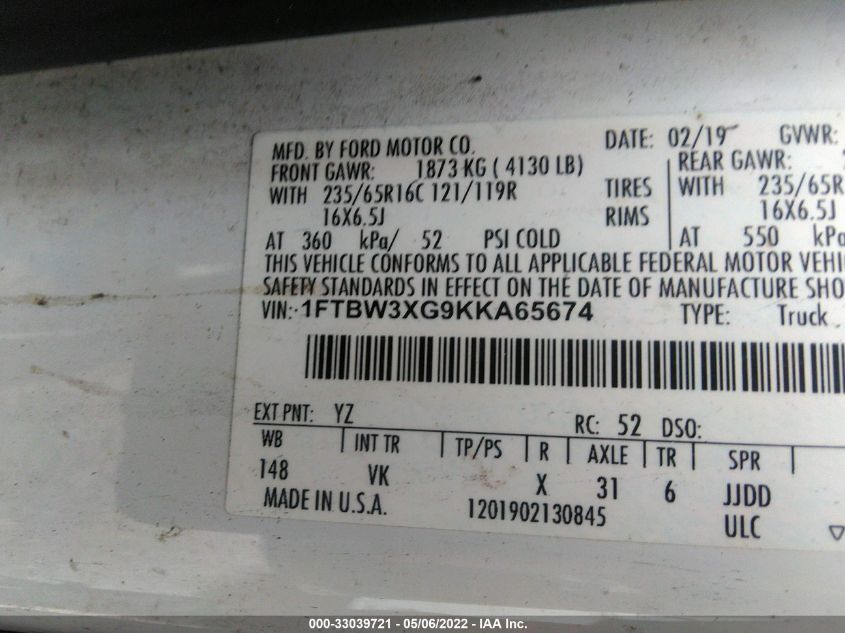 MFD. BY FORD MOTOR CO. DATE: 02/19 GVWR:
FRONT GAWR: 1873 KG ( 4130 LB) REAR GAWR:
WITH 235/65R16C 121/119R TIRES WITH 235/65R
16X6.5J RIMS 16X6.5J
AT 360 kPa/ 52 PSI COLD AT 550 kPa
THIS VEHICLE CONFORMS TO ALL APPLICABLE FEDERAL MOTOR VEHI
SAFETY STANDARDS IN EFFECT ON THE DATE OF MANUFACTURE SHO
VIN: 1FTBW3XG9KKA65674 TYPE: Truck
EXT PNT: YZ RC: 52 DSO:
WB INT TR TP/PS R AXLE TR SPR
148 VK X 31 6 JJDD
MADE IN U.S.A. 1201902130845 ULC
000-33039721 - 05/06/2022 - IAA Inc.